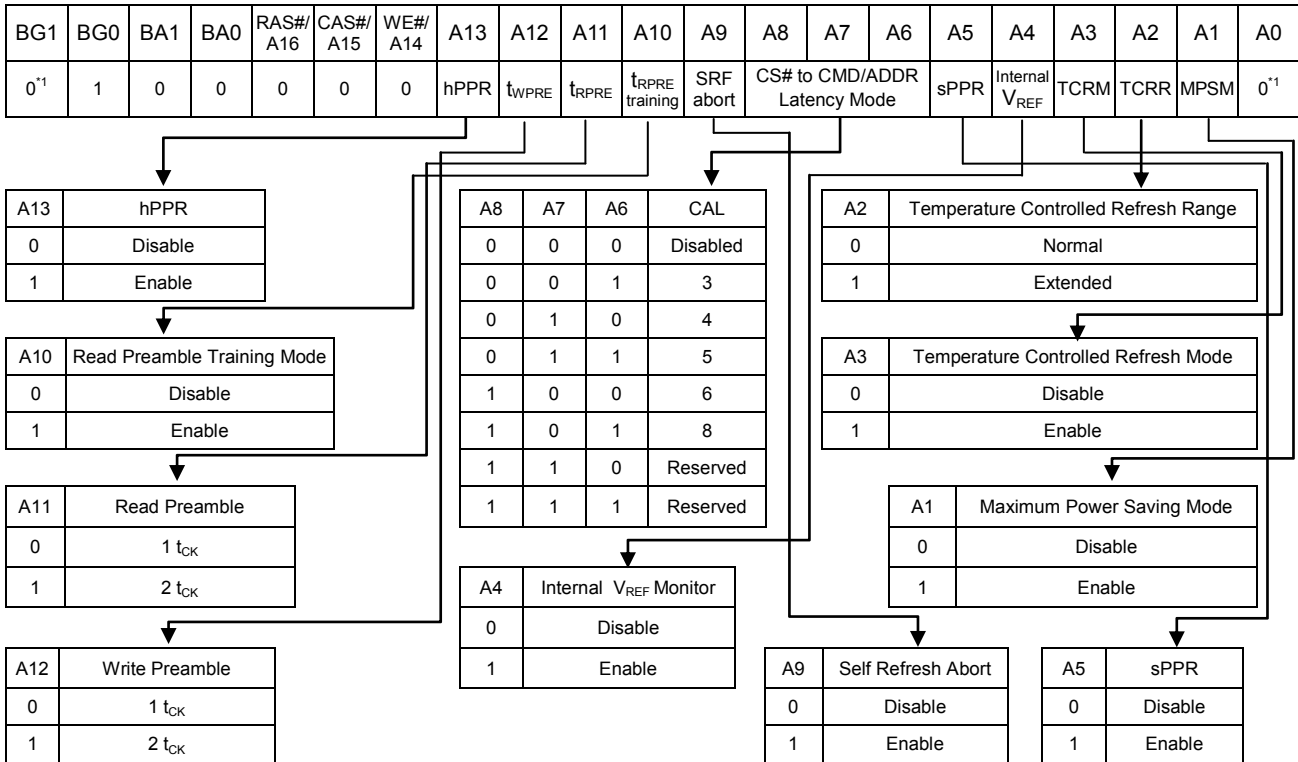 BG1 BG0 BA1 BA0 RAS#/ A16 CAS#/ A15 WE#/ A14 A13 A12 A11 A10 A9 A8 A7 A6 A5 A4 A3 A2 A1 A0
0*1 1 0 0 0 0 0 hPPR tWPRE tRPRE tRPRE training SRF abort CS# to CMD/ADDR Latency Mode sPPR Internal VREF TCRM TCRR MPSM 0*1
A13 hPPR
0 Disable
1 Enable
A10 Read Preamble Training Mode
0 Disable
1 Enable
A11 Read Preamble
0 1 tCK
1 2 tCK
A12 Write Preamble
0 1 tCK
1 2 tCK
A8 A7 A6 CAL
0 0 0 Disabled
0 0 1 3
0 1 0 4
0 1 1 5
1 0 0 6
1 0 1 8
1 1 0 Reserved
1 1 1 Reserved
A4 Internal VREF Monitor
0 Disable
1 Enable
A2 Temperature Controlled Refresh Range
0 Normal
1 Extended
A3 Temperature Controlled Refresh Mode
0 Disable
1 Enable
A1 Maximum Power Saving Mode
0 Disable
1 Enable
A9 Self Refresh Abort
0 Disable
1 Enable
A5 sPPR
0 Disable
1 Enable